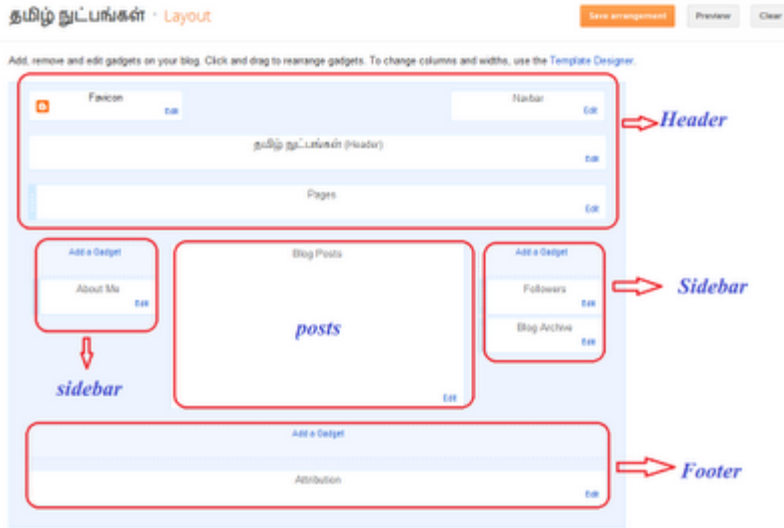 தமிழ் நுட்பங்கள் · Layout
Save arrangement Preview Clear
Add, remove and edit gadgets on your blog. Click and drag to rearrange gadgets. To change columns and widths, use the Template Designer.
Favicon
Edit
Navbar
Edit
Header
தமிழ் நுட்பங்கள் (Header)
Edit
Pages
Edit
Add a Gadget
About Me
Edit
sidebar
Blog Posts
posts
Edit
Add a Gadget
Followers
Edit
Blog Archive
Edit
Sidebar
Add a Gadget
Attribution
Edit
Footer